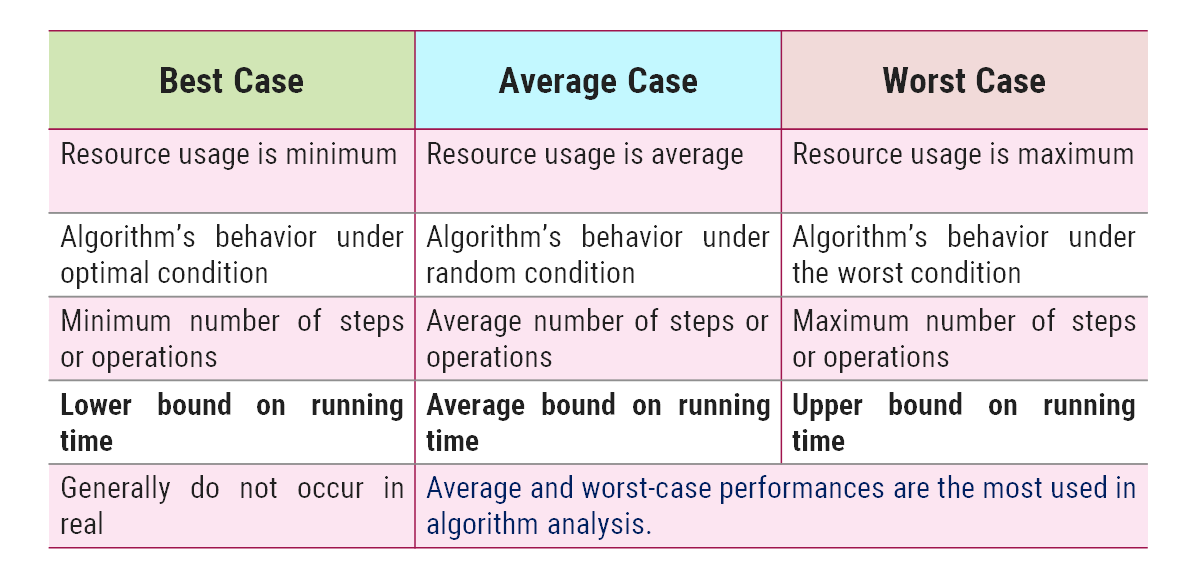 Best Case
Average Case
Worst Case
Resource usage is minimum
Resource usage is average
Resource usage is maximum
Algorithm’s behavior under
optimal condition
Algorithm’s behavior under
random condition
Algorithm’s behavior under
the worst condition
Minimum number of steps
or operations
Average number of steps or
operations
Maximum number of steps
or operations
Lower bound on running
time
Average bound on running
time
Upper bound on running
time
Generally do not occur in
real
Average and worst-case performances are the most used in
algorithm analysis.